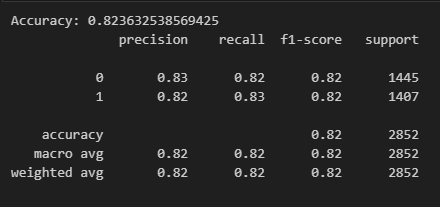 Accuracy: 0.823632538569425
precision recall f1-score support
0 0.83 0.82 0.82 1445
1 0.82 0.83 0.82 1407
accuracy 0.82 2852
macro avg 0.82 0.82 0.82 2852
weighted avg 0.82 0.82 0.82 2852